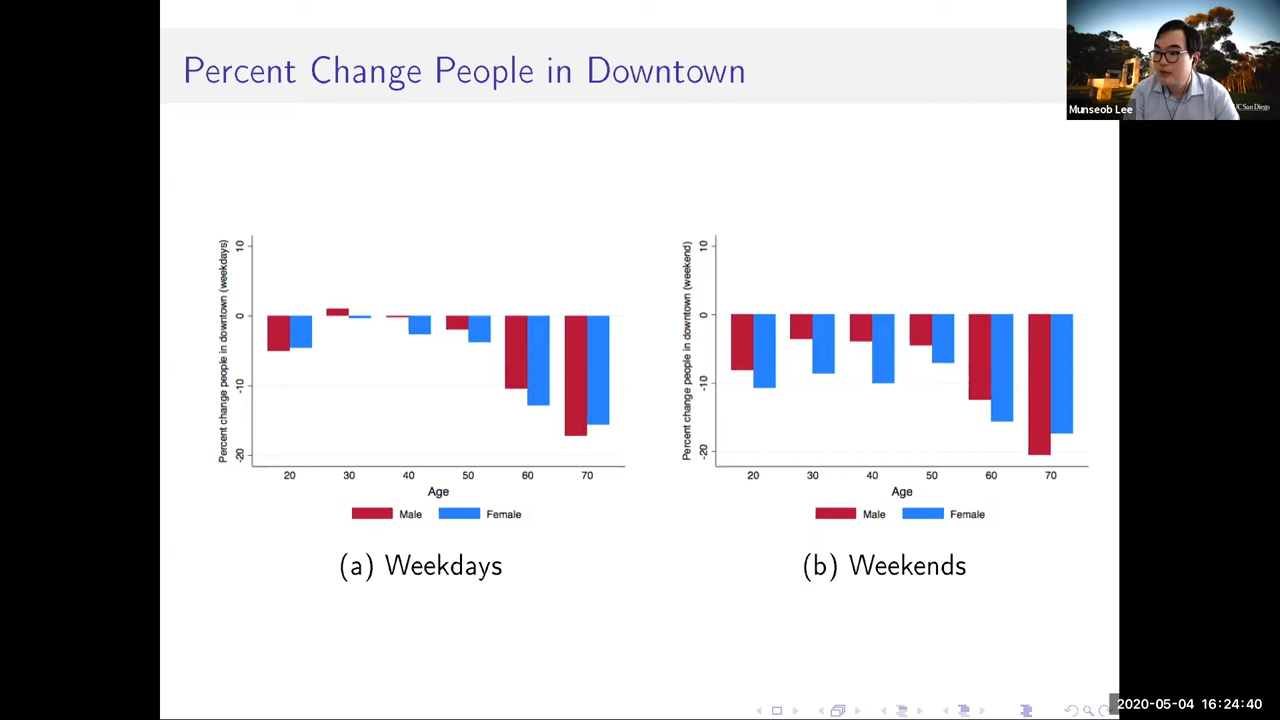 Percent Change People in Downtown
Munseob Lee
UC San Diego
Percent change people in downtown (weekdays)
10
0
-10
-20
20 30 40 50 60 70
Age
Male Female
(a) Weekdays
Percent change people in downtown (weekend)
10
0
-10
-20
20 30 40 50 60 70
Age
Male Female
(b) Weekends
2020-05-04 16:24:40